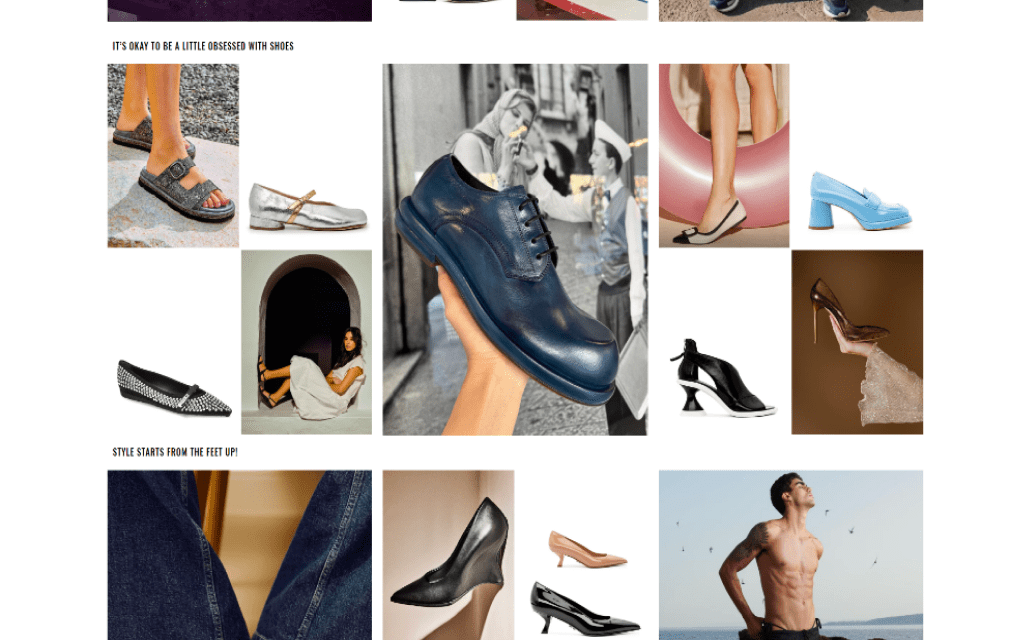 IT'S OKAY TO BE A LITTLE OBSESSED WITH SHOES
STYLE STARTS FROM THE FEET UP!